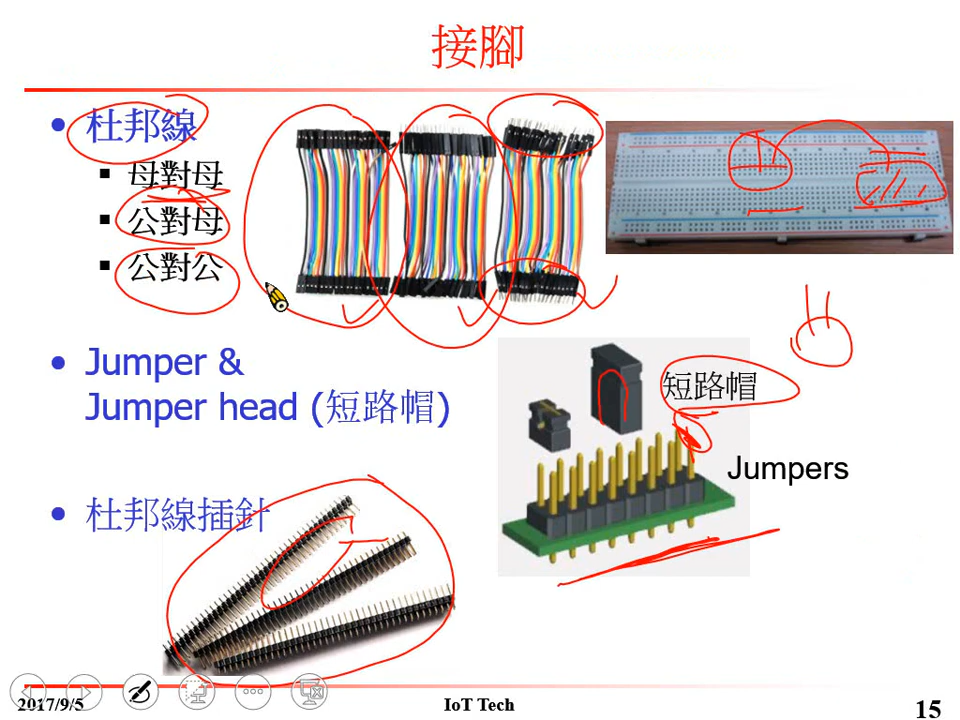 接腳
杜邦線
母對母
公對母
公對公
Jumper &
Jumper head (短路帽)
短路帽
Jumpers
杜邦線插針
2017/9/5
IoT Tech
15